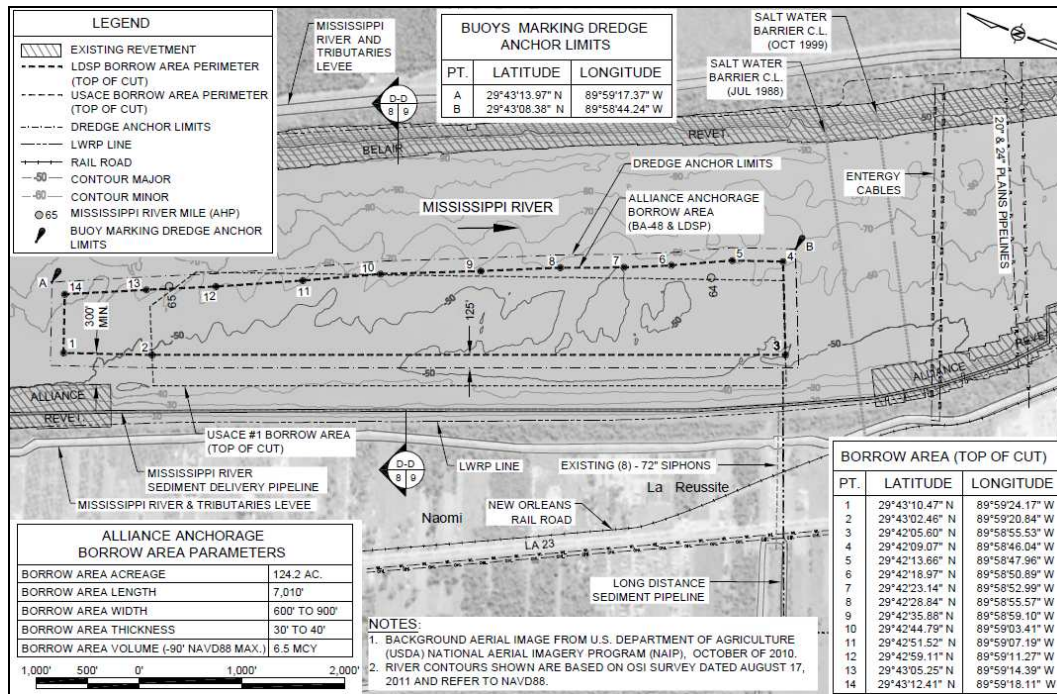 LEGEND
EXISTING REVETMENT
LDSP BORROW AREA PERIMETER
(TOP OF CUT)
USACE BORROW AREA PERIMETER
(TOP OF CUT)
DREDGE ANCHOR LIMITS
LWRP LINE
RAIL ROAD
-50 CONTOUR MAJOR
-60 CONTOUR MINOR
65 MISSISSIPPI RIVER MILE (AHP)
BUOY MARKING DREDGE ANCHOR
LIMITS
MISSISSIPPI
RIVER AND
TRIBUTARIES
LEVEE
D-D
8 9
BUOYS MARKING DREDGE
ANCHOR LIMITS
PT. LATITUDE LONGITUDE
A 29°43'13.97" N 89°59'17.37" W
B 29°43'08.38" N 89°58'44.24" W
SALT WATER
BARRIER C.L.
(OCT 1999)
SALT WATER
BARRIER C.L.
(JUL 1988)
N
BELAIR
REVET.
DREDGE ANCHOR LIMITS
ENTERGY
CABLES
20" & 24" PLAINS PIPELINES
MISSISSIPPI RIVER
ALLIANCE ANCHORAGE
BORROW AREA
(BA-48 & LDSP)
A
B
14
13
65
12
11
10
9
8
7
6
64
5
4
300'
MIN.
125'
1
2
3
-50
-50
-50
ALLIANCE
REVET.
ALLIANCE
REVET.
USACE #1 BORROW AREA
(TOP OF CUT)
D-D
8 9
LWRP LINE
EXISTING (8) - 72" SIPHONS
MISSISSIPPI RIVER
SEDIMENT DELIVERY PIPELINE
MISSISSIPPI RIVER & TRIBUTARIES LEVEE
Naomi
La Reussite
NEW ORLEANS
RAIL ROAD
LA 23
LONG DISTANCE
SEDIMENT PIPELINE
ALLIANCE ANCHORAGE
BORROW AREA PARAMETERS
BORROW AREA ACREAGE 124.2 AC.
BORROW AREA LENGTH 7,010'
BORROW AREA WIDTH 600' TO 900'
BORROW AREA THICKNESS 30' TO 40'
BORROW AREA VOLUME (-90' NAVD88 MAX.) 6.5 MCY
1,000' 500' 0' 1,000' 2,000'
NOTES:
1. BACKGROUND AERIAL IMAGE FROM U.S. DEPARTMENT OF AGRICULTURE
(USDA) NATIONAL AERIAL IMAGERY PROGRAM (NAIP), OCTOBER OF 2010.
2. RIVER CONTOURS SHOWN ARE BASED ON OSI SURVEY DATED AUGUST 17,
2011 AND REFER TO NAVD88.
BORROW AREA (TOP OF CUT)
PT. LATITUDE LONGITUDE
1 29°43'10.47" N 89°59'24.17" W
2 29°43'02.46" N 89°59'20.84" W
3 29°42'05.60" N 89°58'55.53" W
4 29°42'09.07" N 89°58'46.04" W
5 29°42'13.66" N 89°58'47.96" W
6 29°42'18.97" N 89°58'50.89" W
7 29°42'23.14" N 89°58'52.99" W
8 29°42'28.84" N 89°58'55.57" W
9 29°42'35.88" N 89°58'59.10" W
10 29°42'44.79" N 89°59'03.41" W
11 29°42'51.52" N 89°59'07.19" W
12 29°42'59.11" N 89°59'11.27" W
13 29°43'05.25" N 89°59'14.39" W
14 29°43'12.41" N 89°59'18.11" W